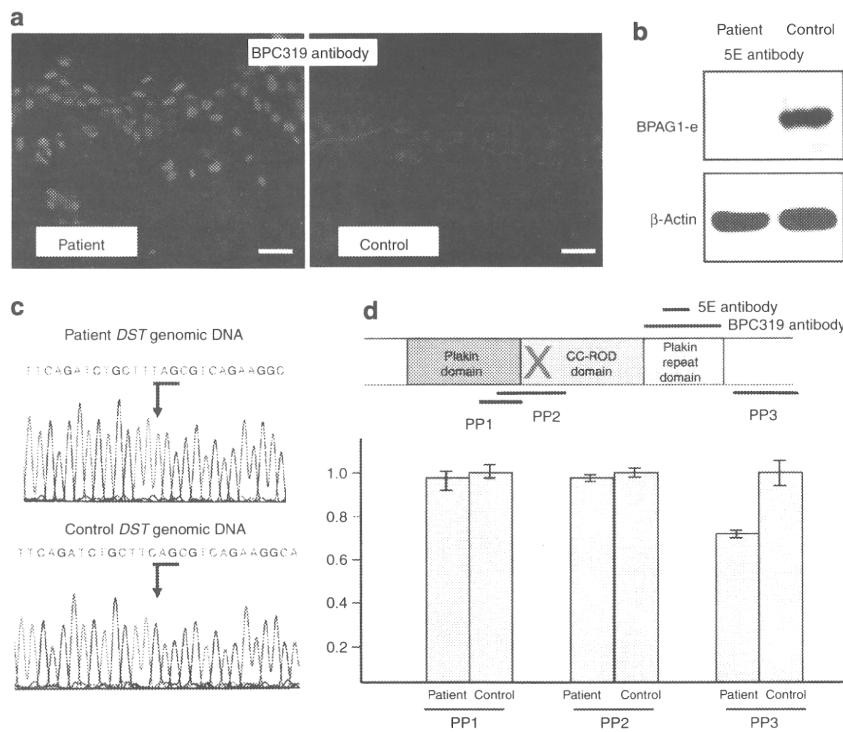 a
BPC319 antibody
Patient
Control
b
Patient Control
5E antibody
BPAG1-e
β-Actin
c
Patient DST genomic DNA
TTCAGATCTGCTTTAGCGTCAGAAGGC
Control DST genomic DNA
TTCAGATCTGCTTCAGCGTCAGAAGGCA
d
5E antibody
BPC319 antibody
Plakin domain
X
CC-ROD domain
Plakin repeat domain
PP1
PP2
PP3
1.0
0.8
0.6
0.4
0.2
Patient Control
Patient Control
Patient Control
PP1
PP2
PP3